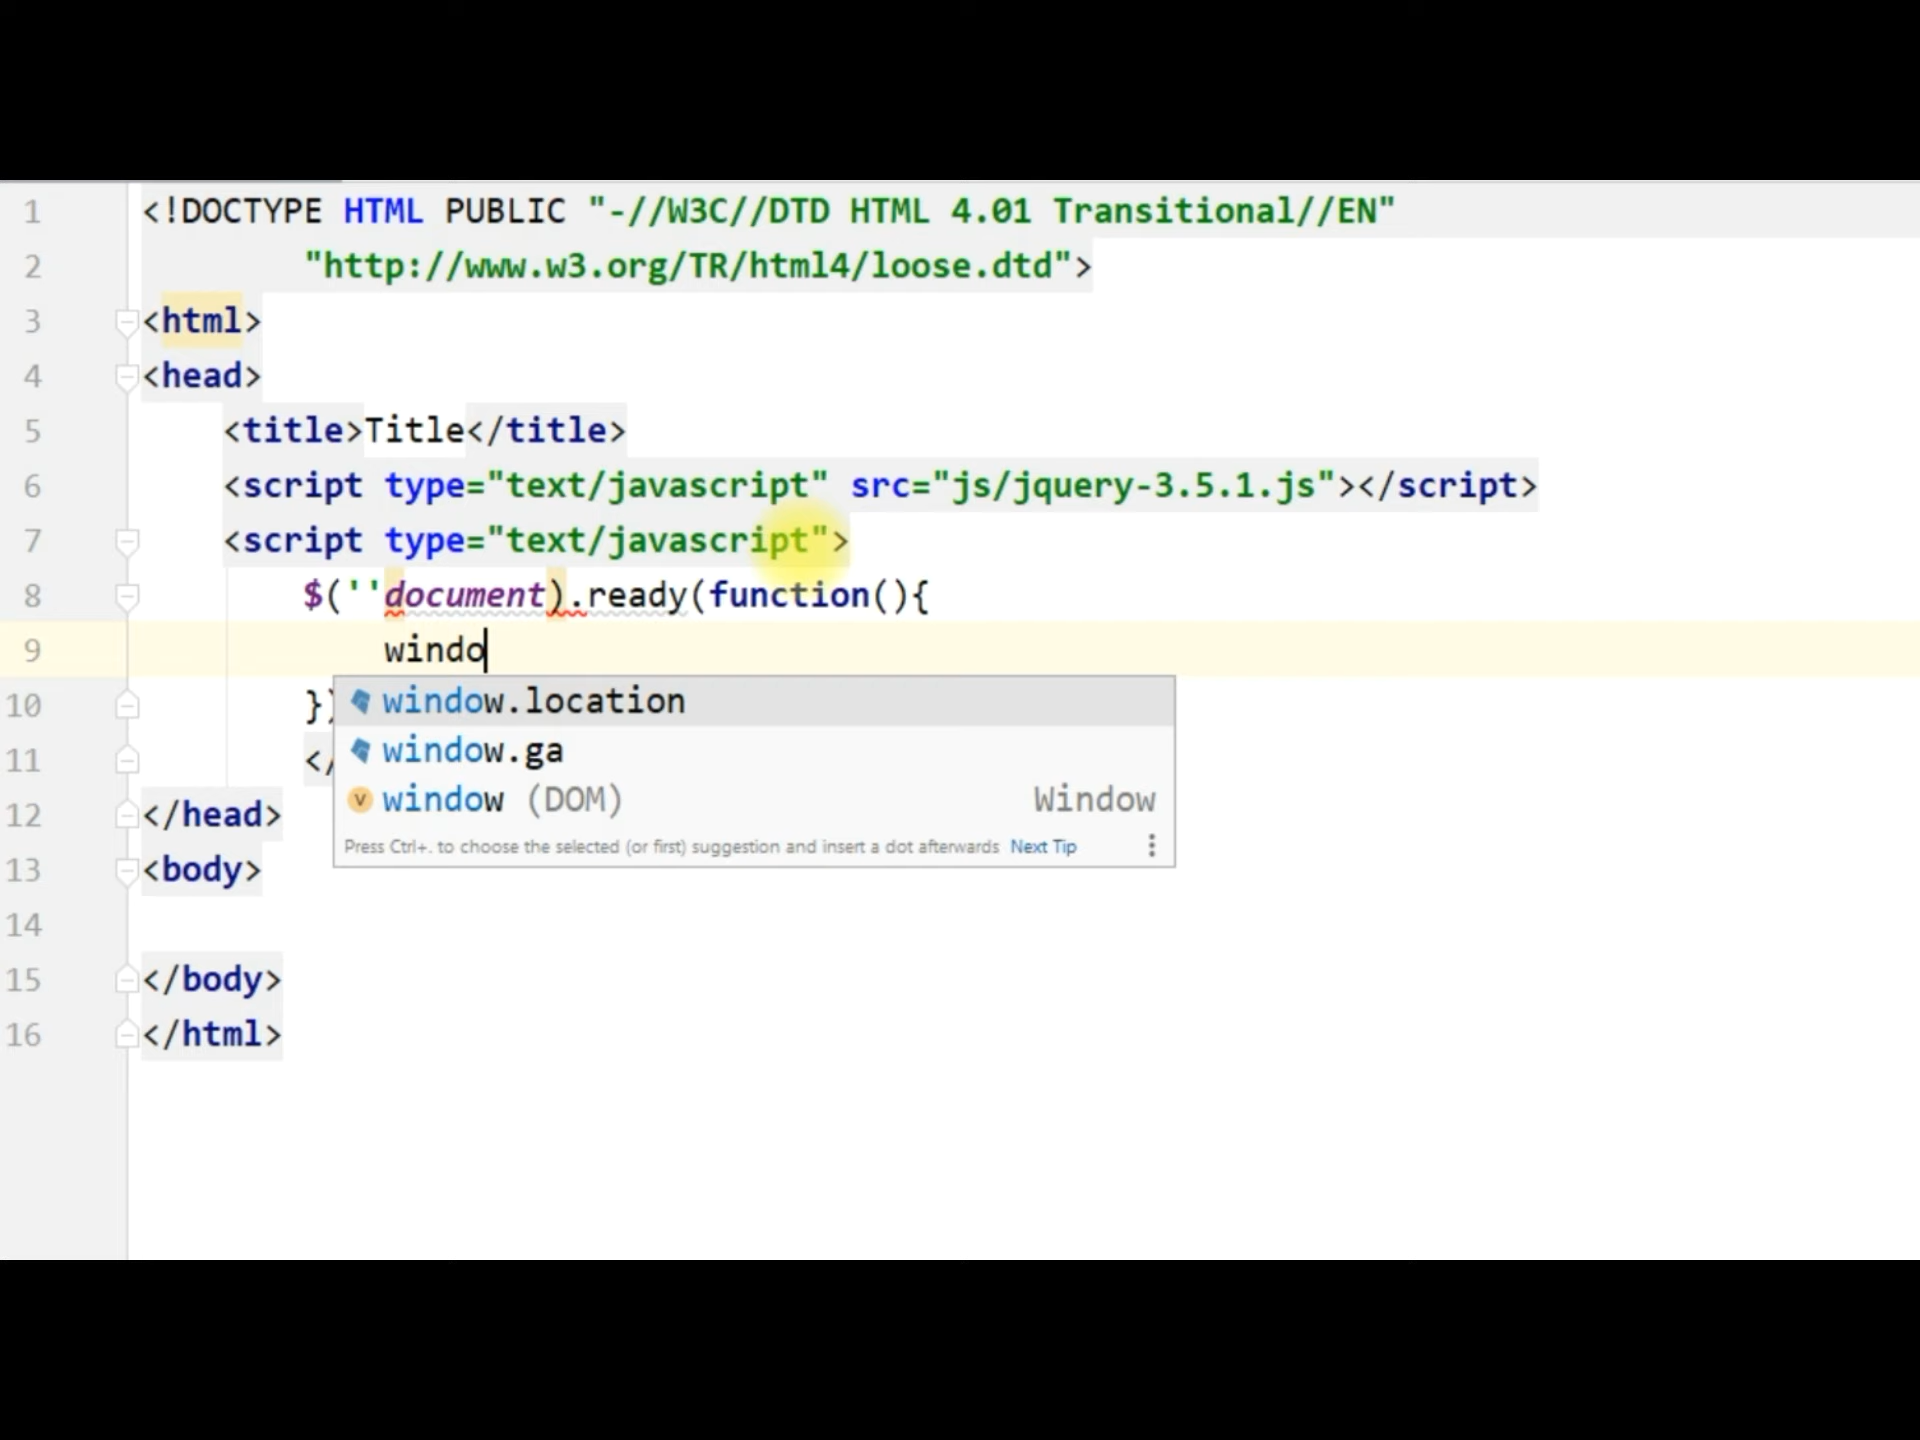 1 <!DOCTYPE HTML PUBLIC "-//W3C//DTD HTML 4.01 Transitional//EN"
2 "http://www.w3.org/TR/html4/loose.dtd">
3 <html>
4 <head>
5 <title>Title</title>
6 <script type="text/javascript" src="js/jquery-3.5.1.js"></script>
7 <script type="text/javascript">
8 $(''document).ready(function(){
9 windo
10 })
window.location
window.ga
11 </
window (DOM) Window
12 </head>
Press Ctrl+. to choose the selected (or first) suggestion and insert a dot afterwards Next Tip
13 <body>
14
15 </body>
16 </html>